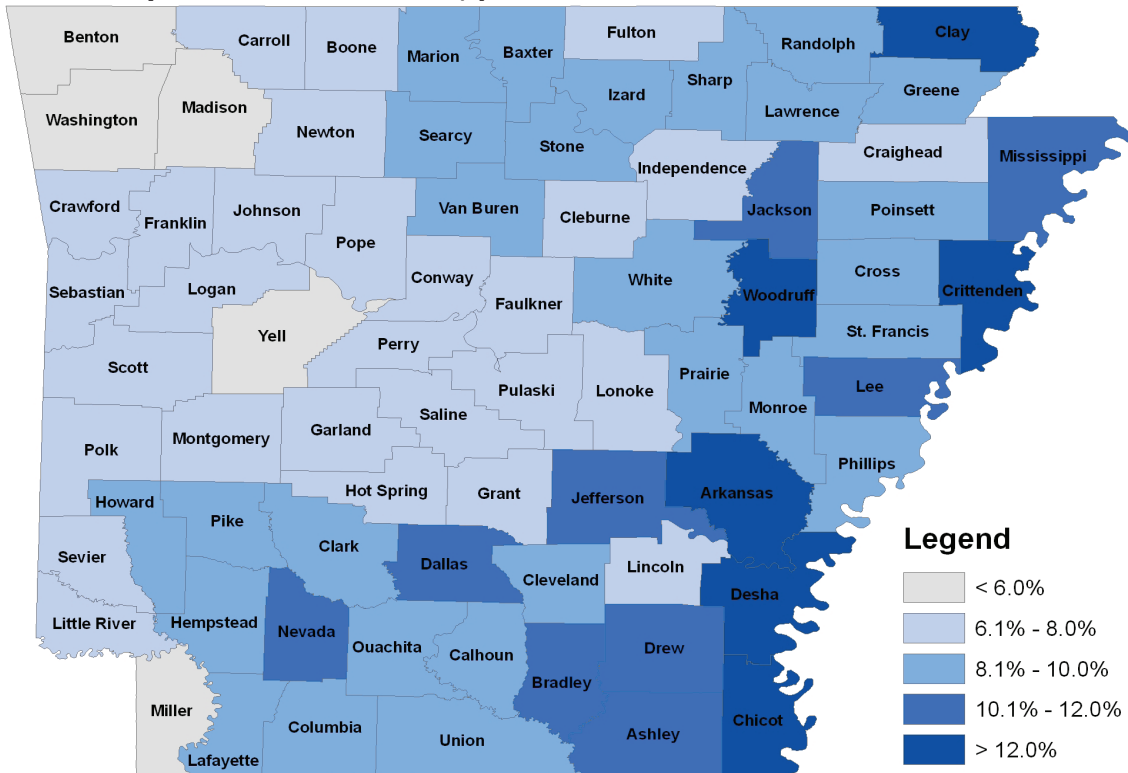 Benton
Carroll
Boone
Marion
Baxter
Fulton
Randolph
Clay
Washington
Madison
Newton
Searcy
Stone
Izard
Sharp
Lawrence
Greene
Independence
Craighead
Mississippi
Crawford
Franklin
Johnson
Pope
Van Buren
Cleburne
Jackson
Poinsett
Sebastian
Logan
Conway
Faulkner
White
Woodruff
Cross
Crittenden
Yell
Scott
Perry
Pulaski
Lonoke
Prairie
St. Francis
Lee
Monroe
Polk
Montgomery
Garland
Saline
Hot Spring
Grant
Jefferson
Arkansas
Phillips
Howard
Pike
Clark
Dallas
Cleveland
Lincoln
Desha
Sevier
Little River
Hempstead
Nevada
Ouachita
Calhoun
Bradley
Drew
Miller
Lafayette
Columbia
Union
Ashley
Chicot
Legend
< 6.0%
6.1% - 8.0%
8.1% - 10.0%
10.1% - 12.0%
> 12.0%